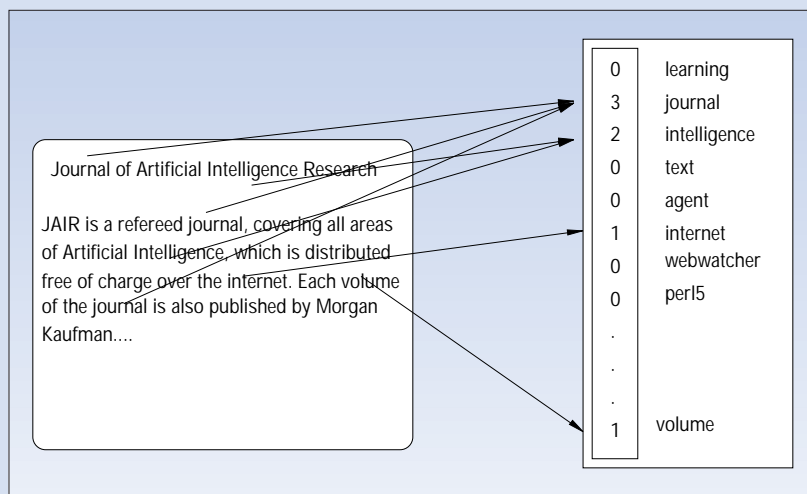 Journal of Artificial Intelligence Research
JAIR is a refereed journal, covering all areas
of Artificial Intelligence, which is distributed
free of charge over the internet. Each volume
of the journal is also published by Morgan
Kaufman....
0 learning
3 journal
2 intelligence
0 text
0 agent
1 internet
0 webwatcher
0 perl5
.
.
.
1 volume